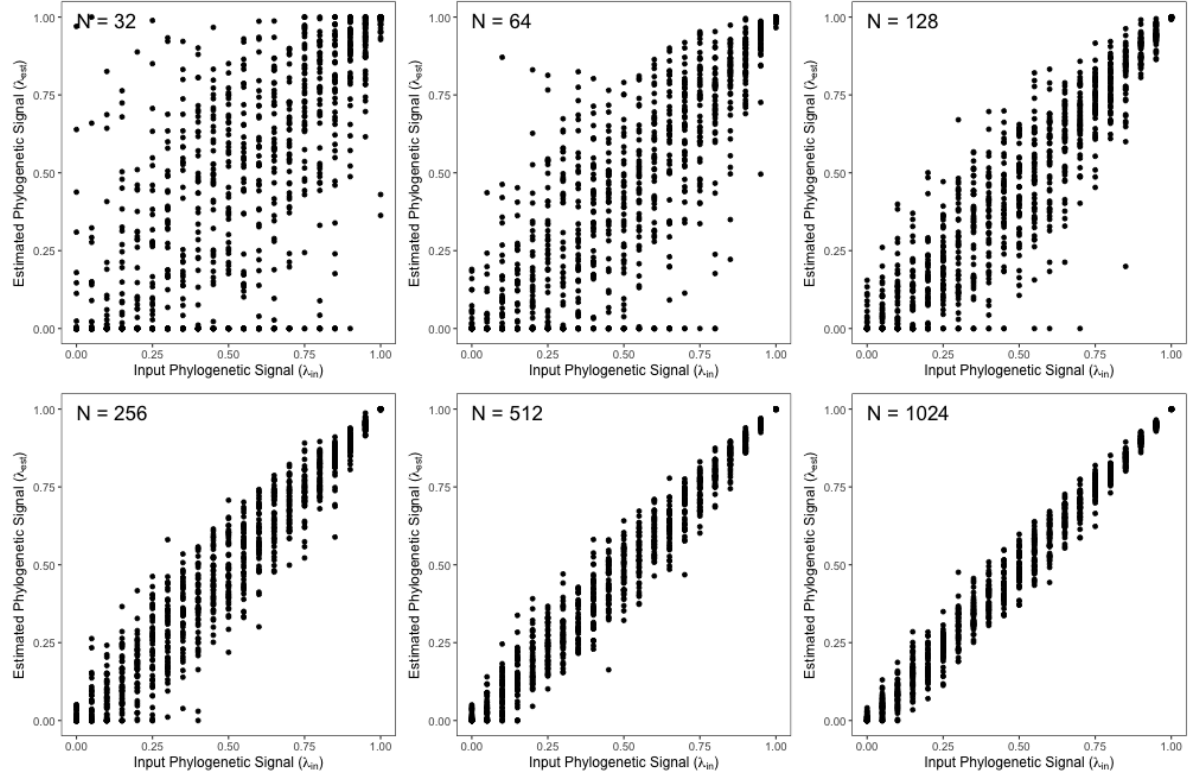 N = 32
1.00
0.75
0.50
0.25
0.00
Estimated Phylogenetic Signal (λest)
0.00 0.25 0.50 0.75 1.00
Input Phylogenetic Signal (λin)
N = 64
1.00
0.75
0.50
0.25
0.00
Estimated Phylogenetic Signal (λest)
0.00 0.25 0.50 0.75 1.00
Input Phylogenetic Signal (λin)
N = 128
1.00
0.75
0.50
0.25
0.00
Estimated Phylogenetic Signal (λest)
0.00 0.25 0.50 0.75 1.00
Input Phylogenetic Signal (λin)
N = 256
1.00
0.75
0.50
0.25
0.00
Estimated Phylogenetic Signal (λest)
0.00 0.25 0.50 0.75 1.00
Input Phylogenetic Signal (λin)
N = 512
1.00
0.75
0.50
0.25
0.00
Estimated Phylogenetic Signal (λest)
0.00 0.25 0.50 0.75 1.00
Input Phylogenetic Signal (λin)
N = 1024
1.00
0.75
0.50
0.25
0.00
Estimated Phylogenetic Signal (λest)
0.00 0.25 0.50 0.75 1.00
Input Phylogenetic Signal (λin)